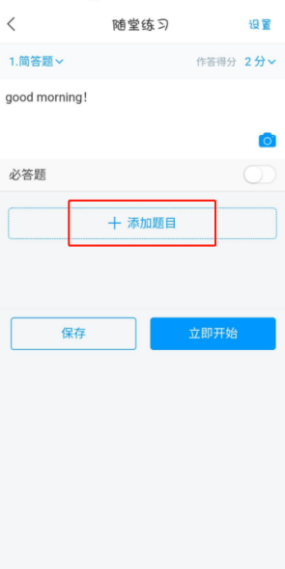 随堂练习 设置
1.简答题 作答得分 2 分
good morning!
必答题
+ 添加题目
保存 立即开始